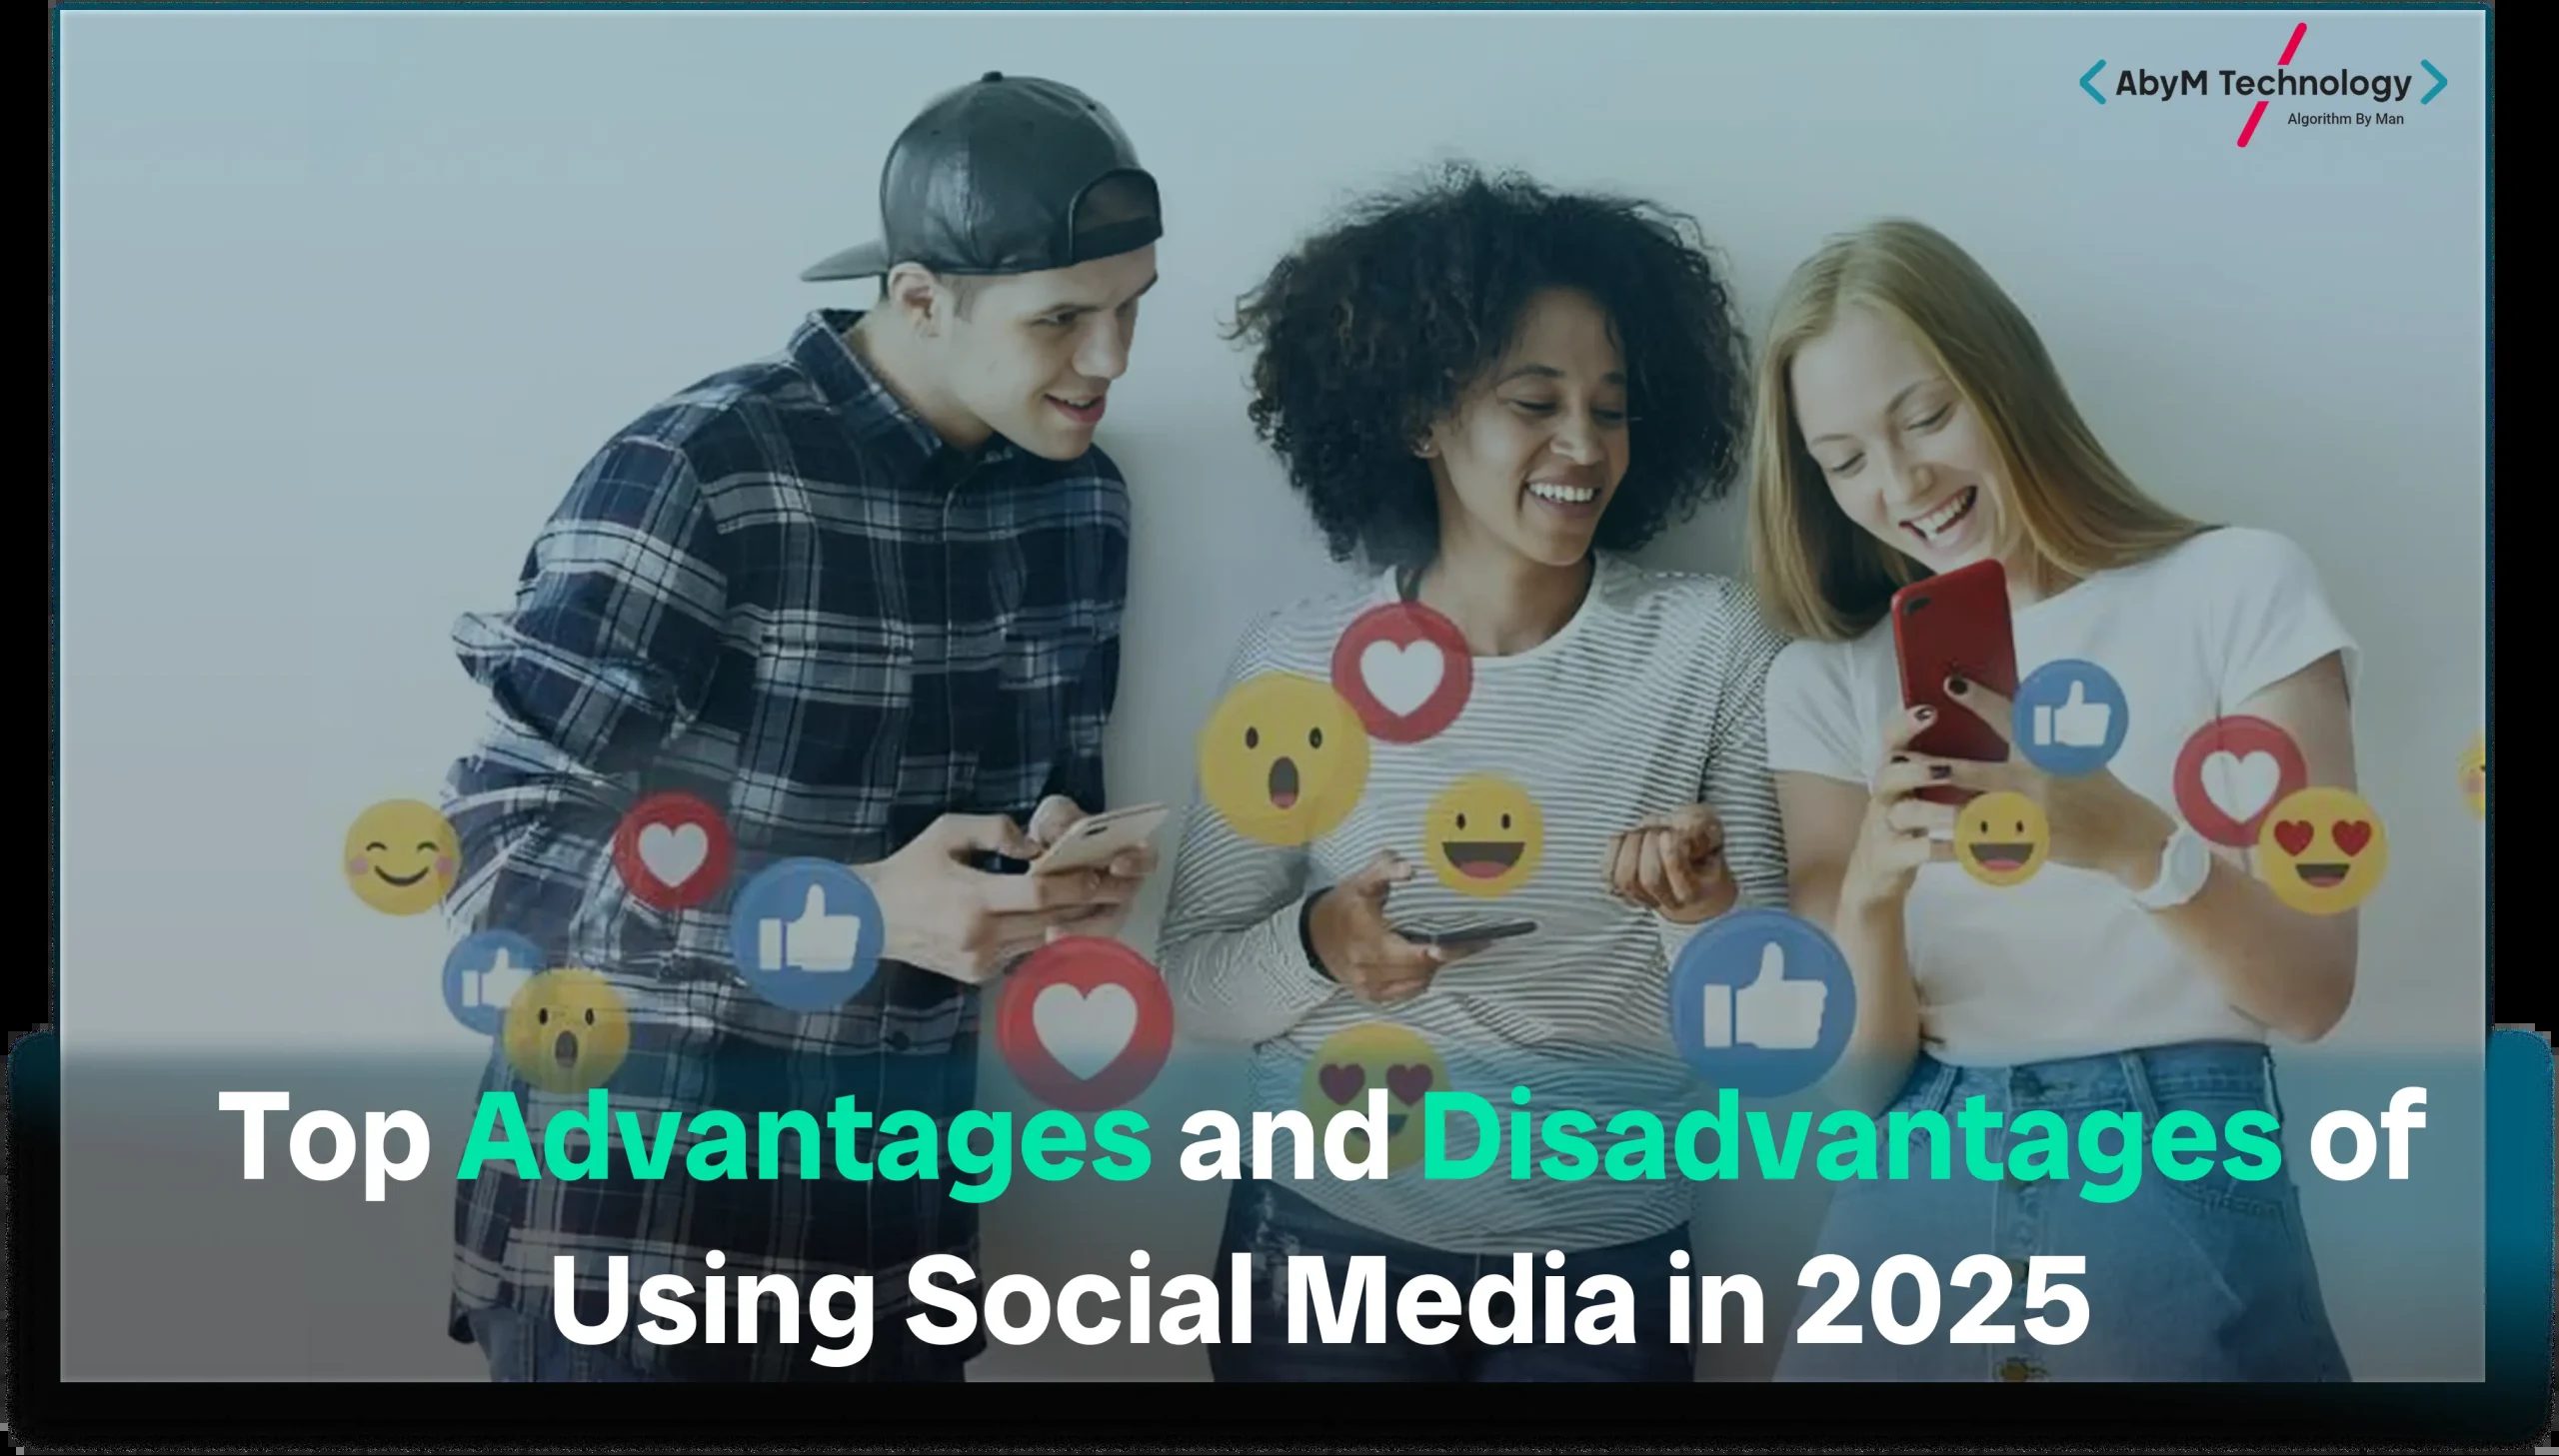 AbyM Technology
Algorithm By Man
Top Advantages and Disadvantages of
Using Social Media in 2025